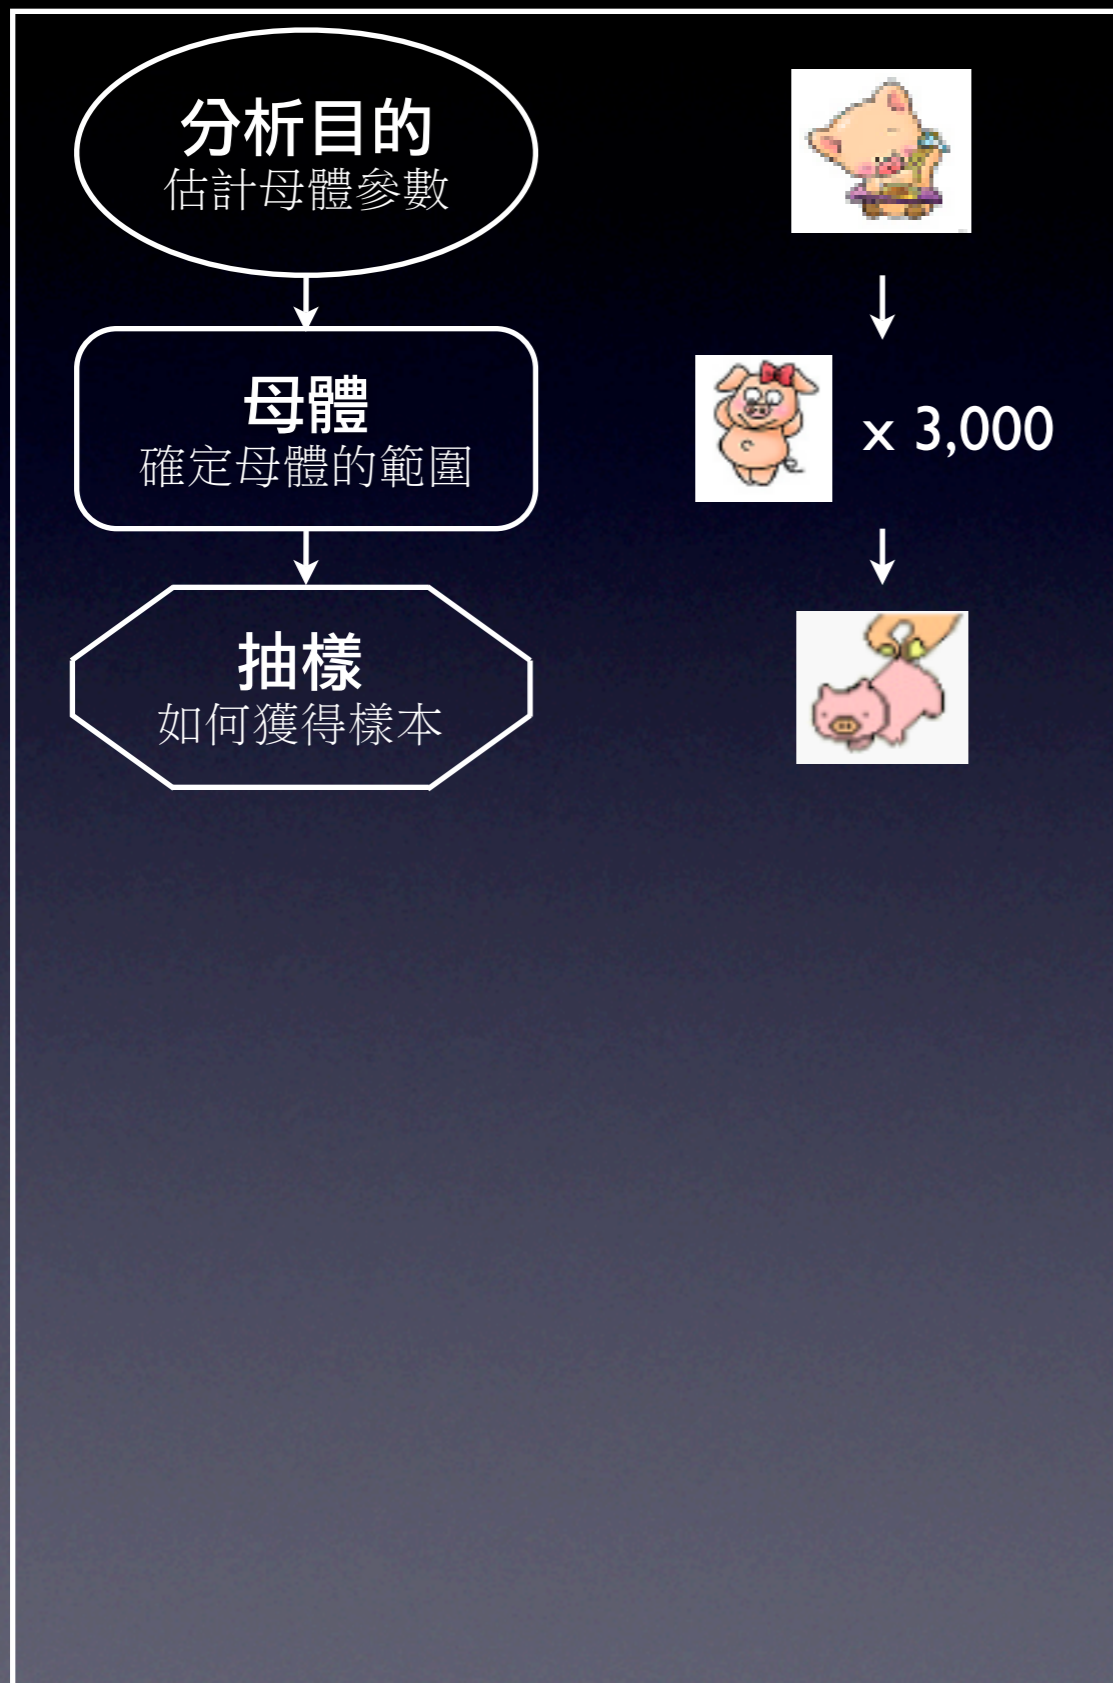 分析目的
估計母體參數
母體
確定母體的範圍
x 3,000
抽樣
如何獲得樣本